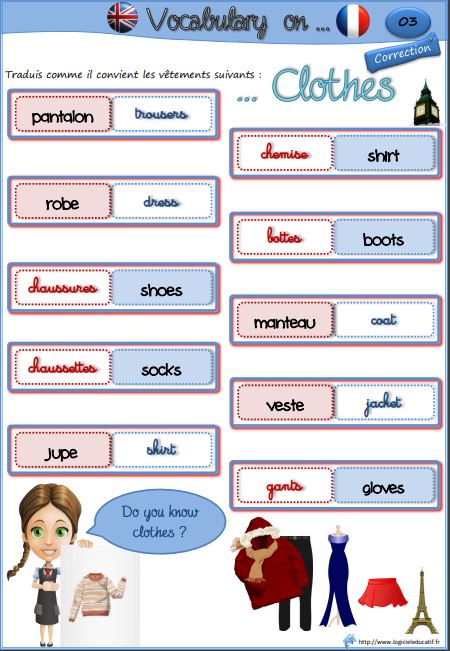 Vocabulary on ...
03
Correction
Traduis comme il convient les vêtements suivants :
... Clothes
pantalon trousers
chemise shirt
robe dress
bottes boots
chaussures shoes
manteau coat
chaussettes socks
veste jacket
jupe skirt
gants gloves
Do you know
clothes ?
http://www.logicieleducatif.fr